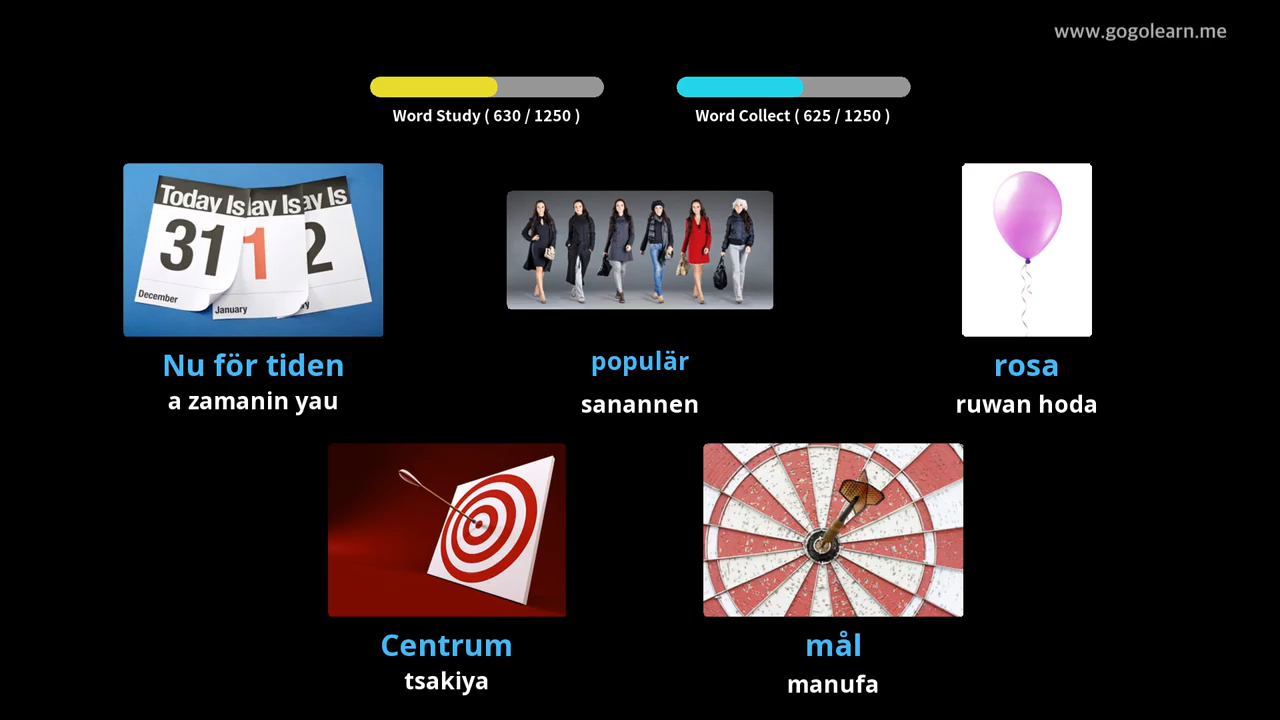 www.gogolearn.me
Word Study ( 630 / 1250 )
Word Collect ( 625 / 1250 )
Today Is
ay Is
ay Is
31
1
2
December
January
y
Nu för tiden
a zamanin yau
populär
sanannen
rosa
ruwan hoda
Centrum
tsakiya
mål
manufa